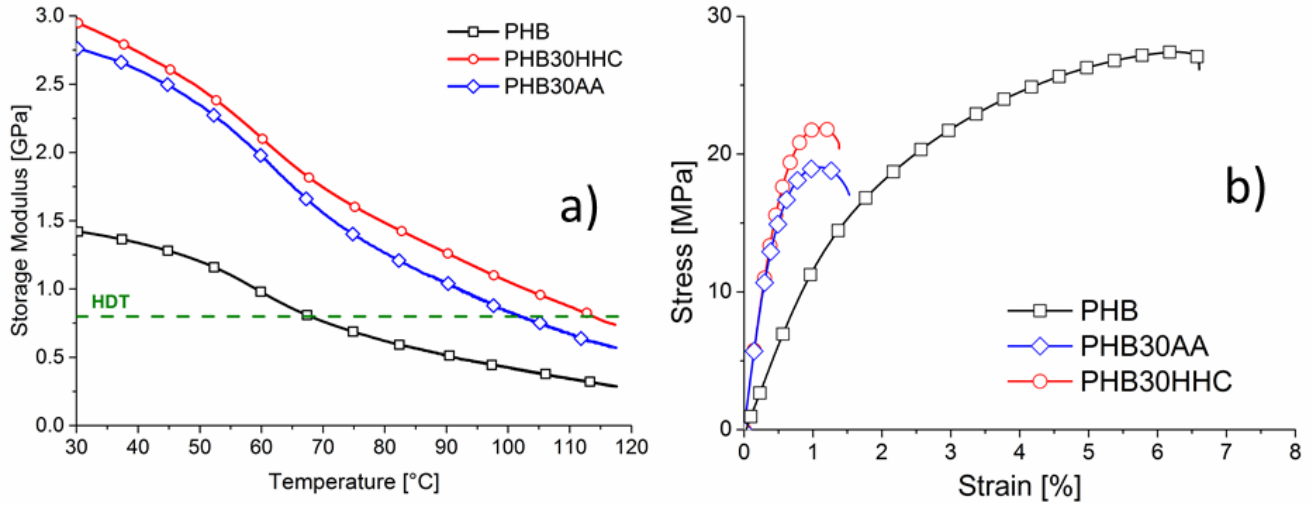 3.0
2.5
2.0
1.5
1.0
0.5
0.0
Storage Modulus [GPa]
PHB
PHB30HHC
PHB30AA
a)
HDT
30 40 50 60 70 80 90 100 110 120
Temperature [°C]
30
20
10
0
Stress [MPa]
b)
PHB
PHB30AA
PHB30HHC
0 1 2 3 4 5 6 7 8
Strain [%]